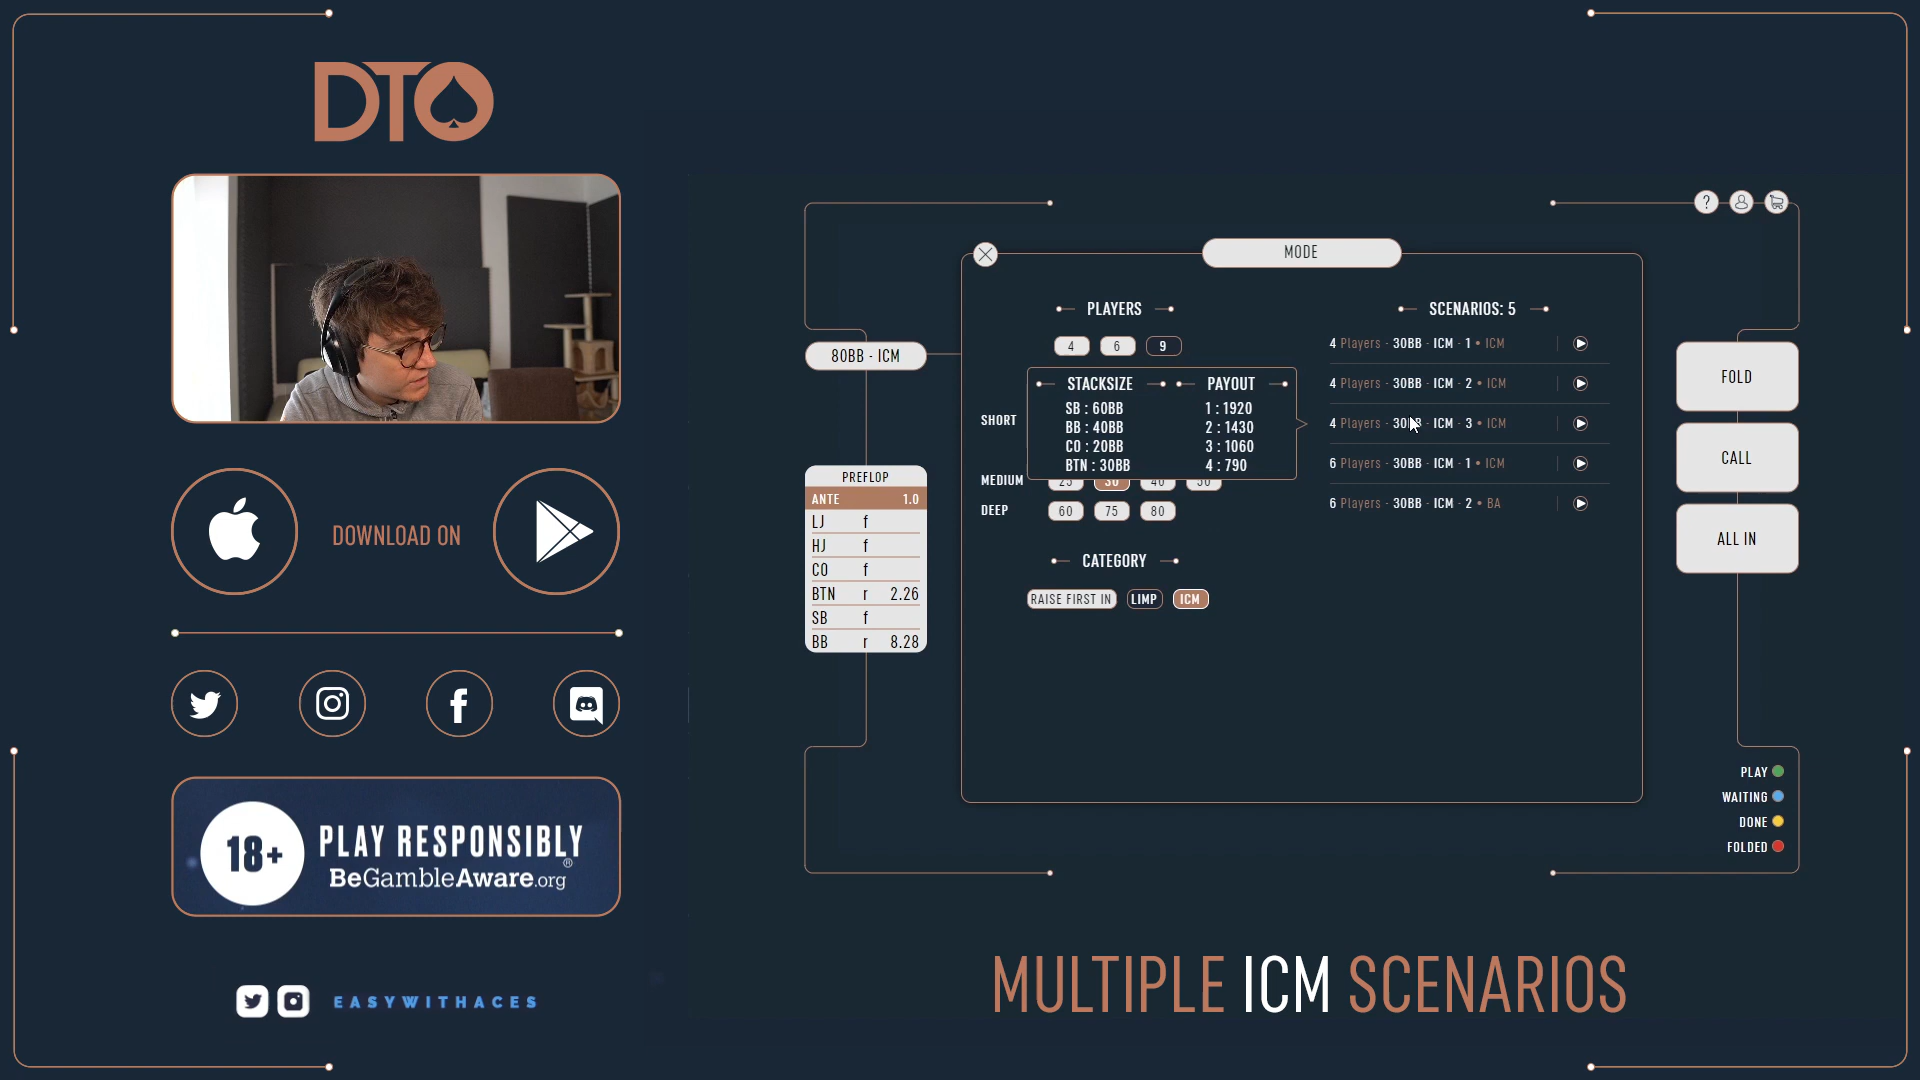 DTO
DOWNLOAD ON
18+
PLAY RESPONSIBLY
BeGambleAware.org®
EASYWITHACES
?
MODE
80BB - ICM
PREFLOP
ANTE 1.0
LJ f
HJ f
CO f
BTN r 2.26
SB f
BB r 8.28
PLAYERS
4 6 9
STACKSIZE PAYOUT
SB : 60BB 1 : 1920
BB : 40BB 2 : 1430
CO : 20BB 3 : 1060
BTN : 30BB 4 : 790
SHORT
MEDIUM 25 30 40 50
DEEP 60 75 80
CATEGORY
RAISE FIRST IN LIMP ICM
SCENARIOS: 5
4 Players - 30BB - ICM - 1 • ICM
4 Players - 30BB - ICM - 2 • ICM
4 Players - 30BB - ICM - 3 • ICM
6 Players - 30BB - ICM - 1 • ICM
6 Players - 30BB - ICM - 2 • BA
FOLD
CALL
ALL IN
PLAY
WAITING
DONE
FOLDED
MULTIPLE ICM SCENARIOS